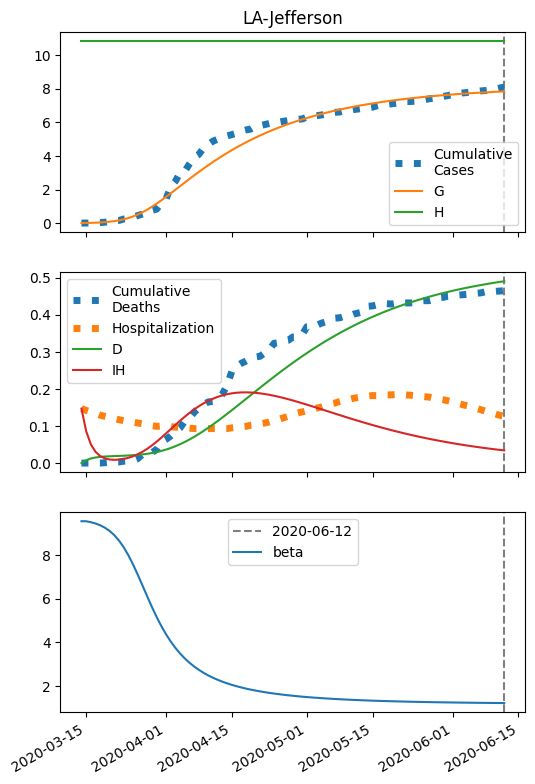 LA-Jefferson
10
8
6
4
2
0
Cumulative
Cases
G
H
0.5
0.4
0.3
0.2
0.1
0.0
Cumulative
Deaths
Hospitalization
D
IH
8
6
4
2
2020-06-12
beta
2020-03-15
2020-04-01
2020-04-15
2020-05-01
2020-05-15
2020-06-01
2020-06-15